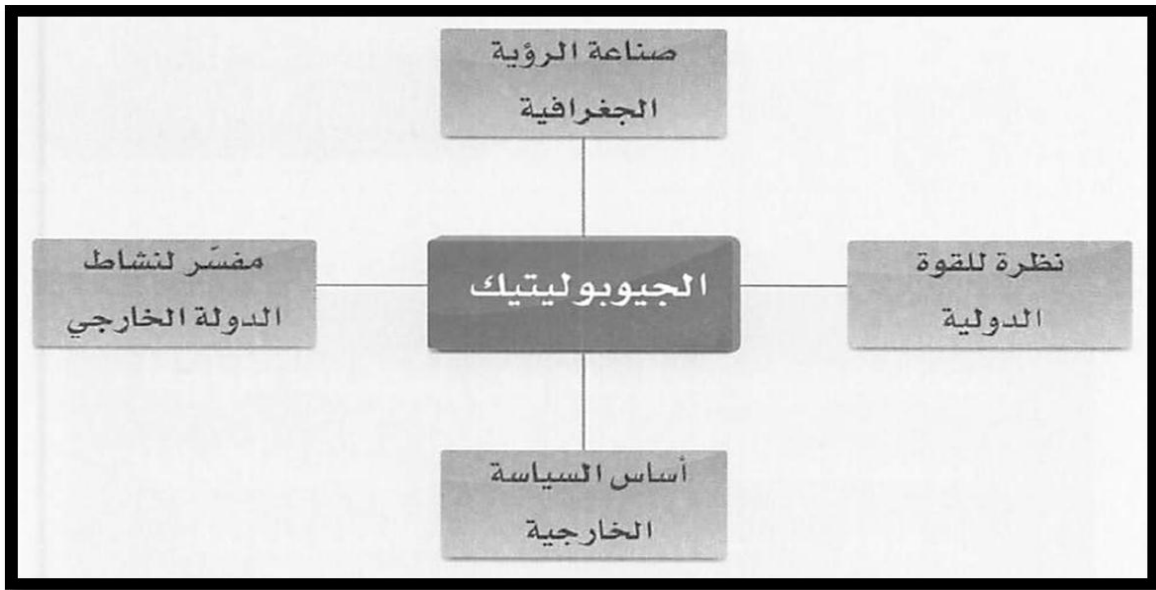 صناعة الرؤية
الجغرافية
نظرة للقوة
الدولية
الجيوبوليتيك
مفسّر لنشاط
الدولة الخارجي
أساس السياسة
الخارجية